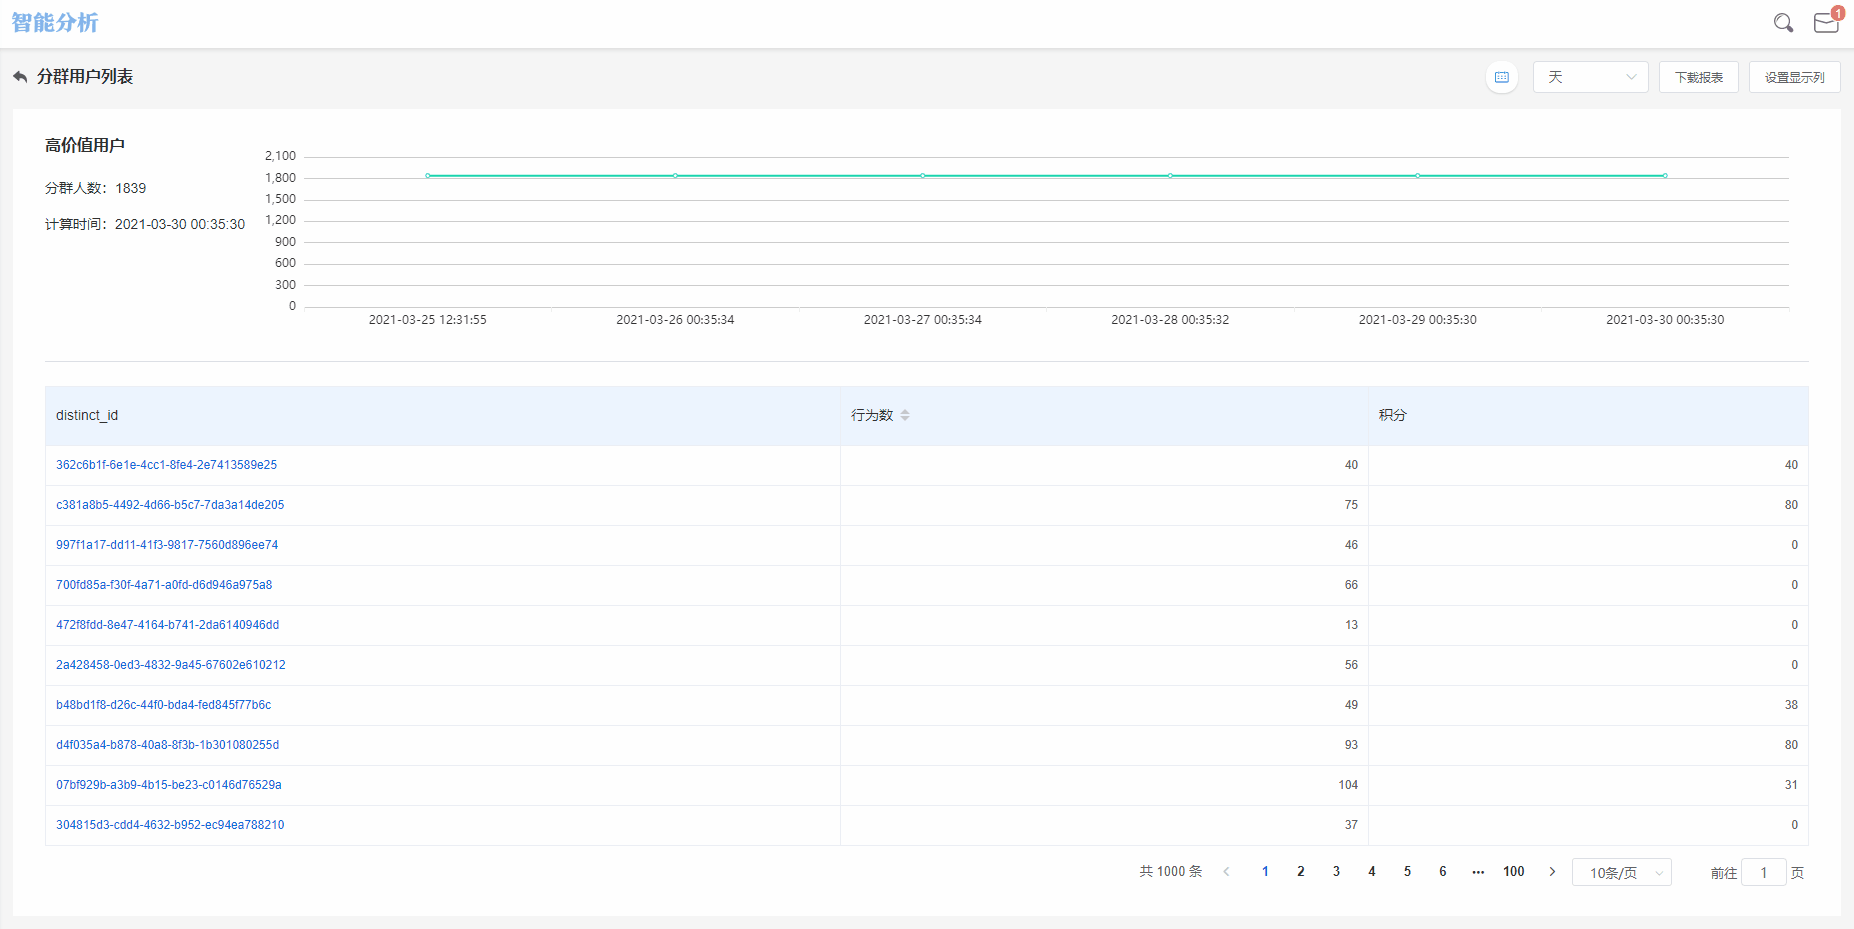 智能分析
1
分群用户列表
天
下载报表
设置显示列
高价值用户
分群人数：1839
计算时间：2021-03-30 00:35:30
2,100
1,800
1,500
1,200
900
600
300
0
2021-03-25 12:31:55
2021-03-26 00:35:34
2021-03-27 00:35:34
2021-03-28 00:35:32
2021-03-29 00:35:30
2021-03-30 00:35:30
distinct_id 行为数 积分
362c6b1f-6e1e-4cc1-8fe4-2e7413589e25 40 40
c381a8b5-4492-4d66-b5c7-7da3a14de205 75 80
997f1a17-dd11-41f3-9817-7560d896ee74 46 0
700fd85a-f30f-4a71-a0fd-d6d946a975a8 66 0
472f8fdd-8e47-4164-b741-2da6140946dd 13 0
2a428458-0ed3-4832-9a45-67602e610212 56 0
b48bd1f8-d26c-44f0-bda4-fed845f77b6c 49 38
d4f035a4-b878-40a8-8f3b-1b301080255d 93 80
07bf929b-a3b9-4b15-be23-c0146d76529a 104 31
304815d3-cdd4-4632-b952-ec94ea788210 37 0
共 1000 条 1 2 3 4 5 6 ··· 100 10条/页 前往 1 页